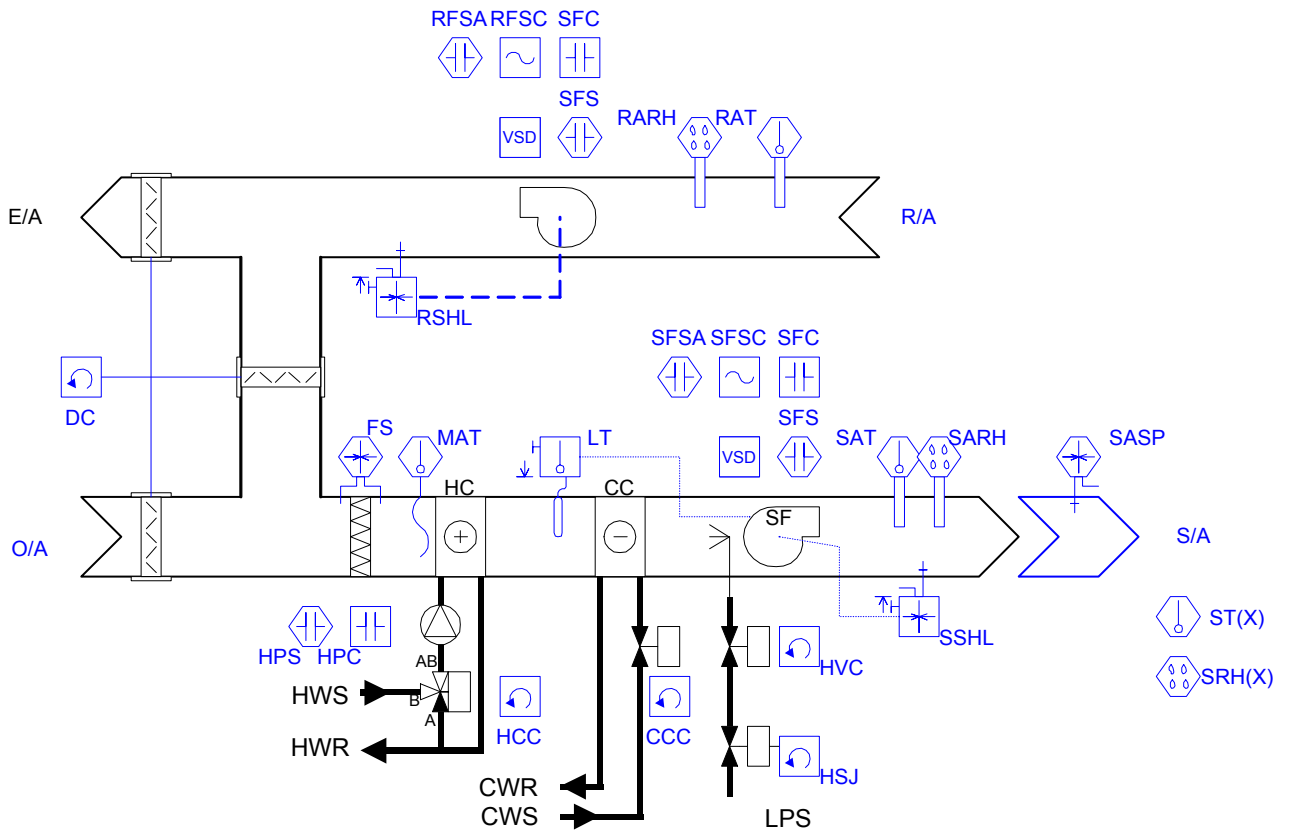 RFSA RFSC SFC
SFS
VSD
RARH RAT
E/A
R/A
RSHL
SFSA SFSC SFC
SFS
VSD
DC
FS
MAT
LT
SAT
SARH
SASP
HC
CC
SF
O/A
S/A
SSHL
ST(X)
SRH(X)
HPS HPC
AB
B
A
HWS
HWR
HCC
CCC
HVC
HSJ
CWR
CWS
LPS